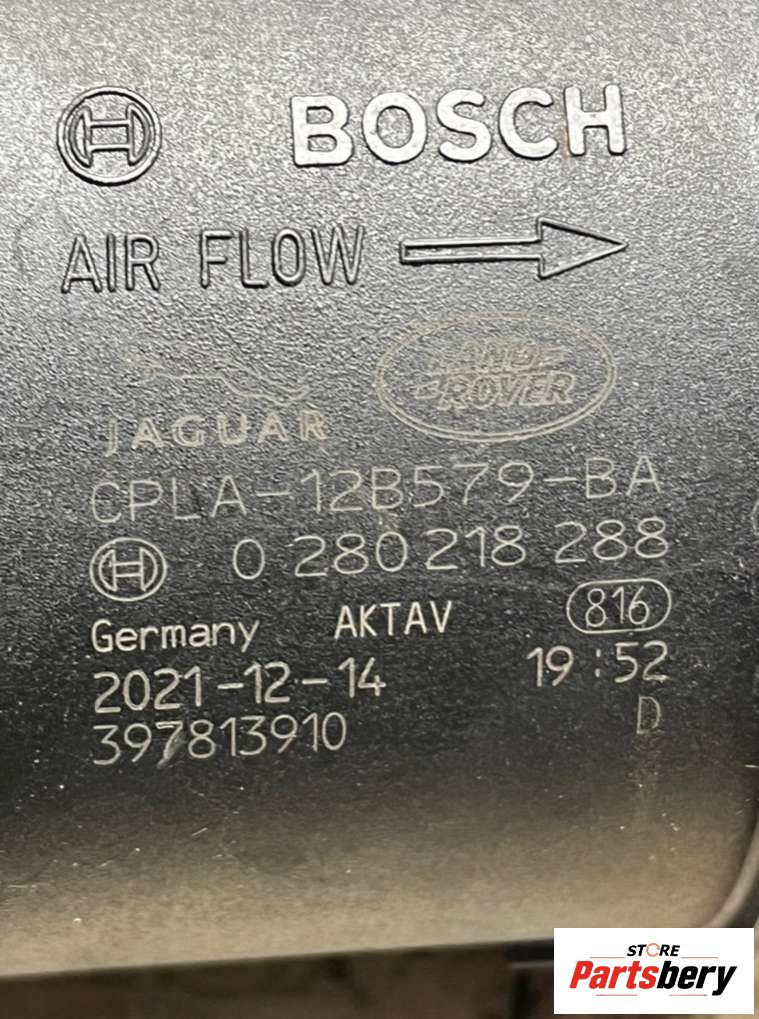 BOSCH
AIR FLOW
LAND-
ROVER
JAGUAR
CPLA-12B579-BA
0 280 218 288
816
Germany AKTAV
2021-12-14 19:52
397813910 D
STORE
Partsbery